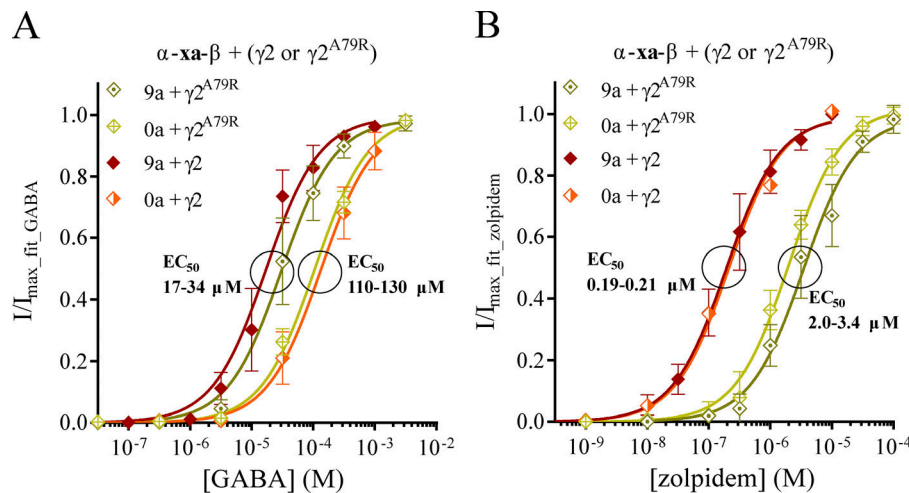 A
α-xa-β + (γ2 or γ2^A79R)
9a + γ2^A79R
0a + γ2^A79R
9a + γ2
0a + γ2
I/I_max_fit_GABA
1.0
0.8
0.6
0.4
0.2
0.0
EC_50
17-34 µM
EC_50
110-130 µM
10^-7 10^-6 10^-5 10^-4 10^-3 10^-2
[GABA] (M)
B
α-xa-β + (γ2 or γ2^A79R)
9a + γ2^A79R
0a + γ2^A79R
9a + γ2
0a + γ2
I/I_max_fit_zolpidem
1.0
0.8
0.6
0.4
0.2
0.0
EC_50
0.19-0.21 µM
EC_50
2.0-3.4 µM
10^-9 10^-8 10^-7 10^-6 10^-5 10^-4
[zolpidem] (M)